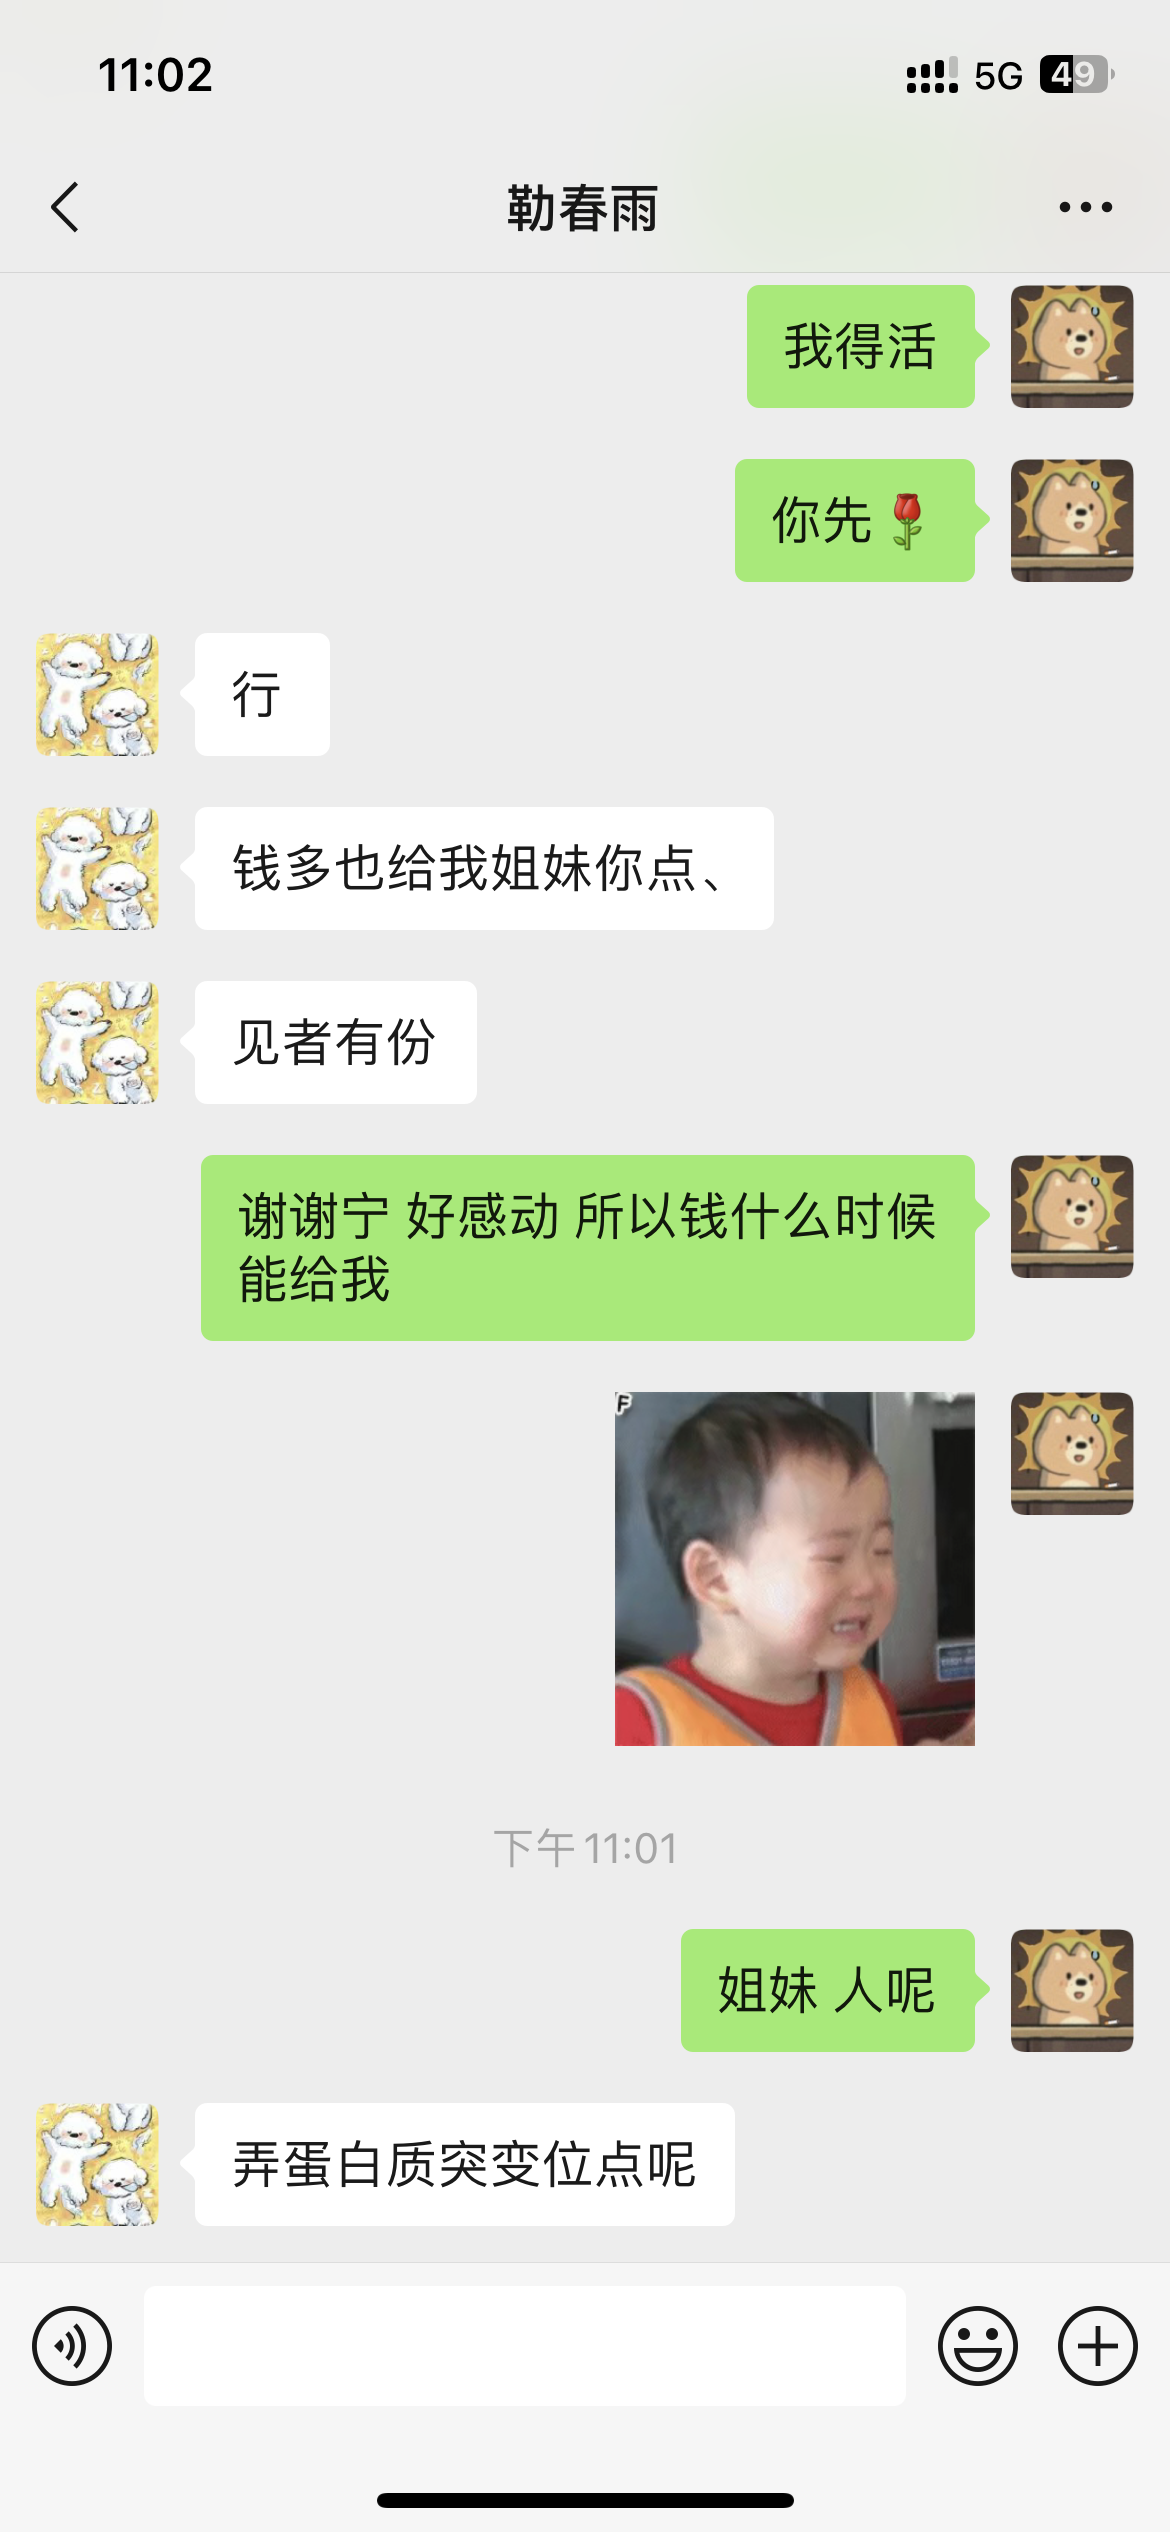 11:02
5G 49
勒春雨
我得活
你先🌹
行
钱多也给我姐妹你点、
见者有份
谢谢宁 好感动 所以钱什么时候
能给我
F
下午 11:01
姐妹 人呢
弄蛋白质突变位点呢